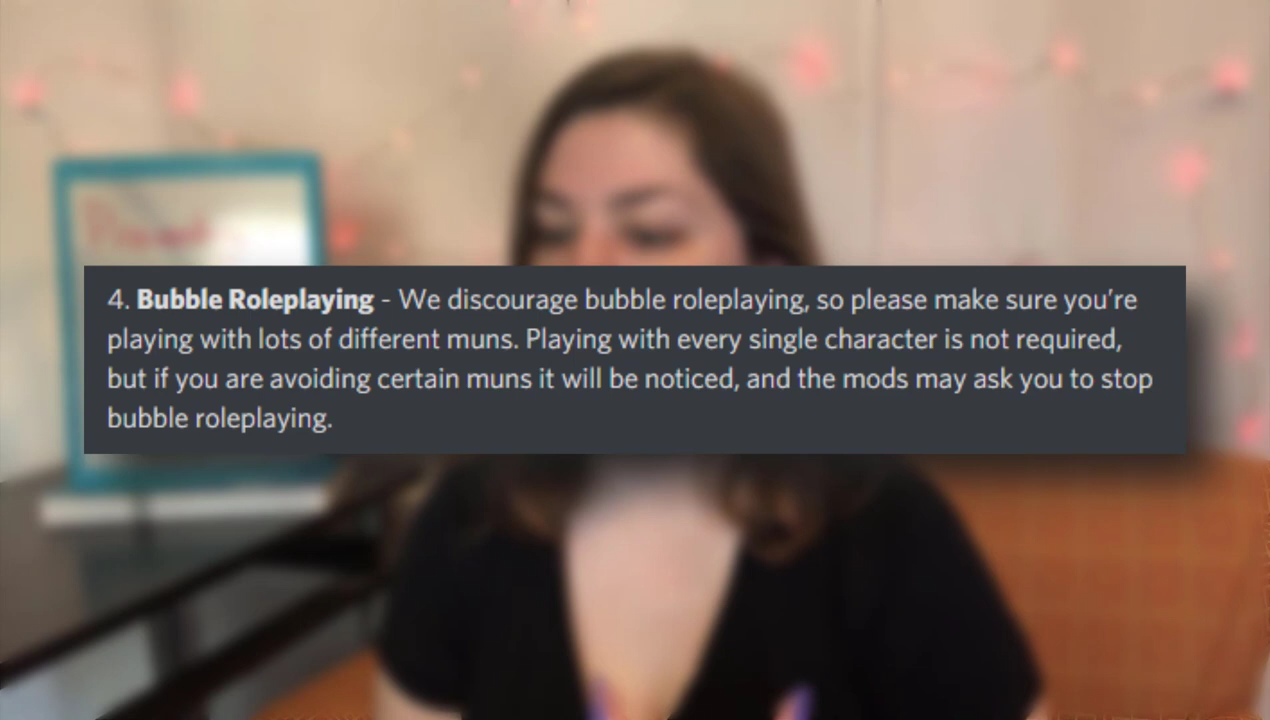 4. Bubble Roleplaying - We discourage bubble roleplaying, so please make sure you're
playing with lots of different muns. Playing with every single character is not required,
but if you are avoiding certain muns it will be noticed, and the mods may ask you to stop
bubble roleplaying.